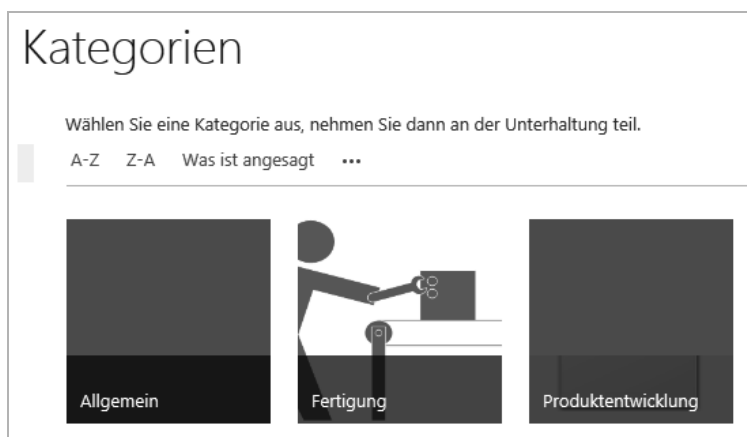 Kategorien
Wählen Sie eine Kategorie aus, nehmen Sie dann an der Unterhaltung teil.
A-Z Z-A Was ist angesagt •••
Allgemein Fertigung Produktentwicklung